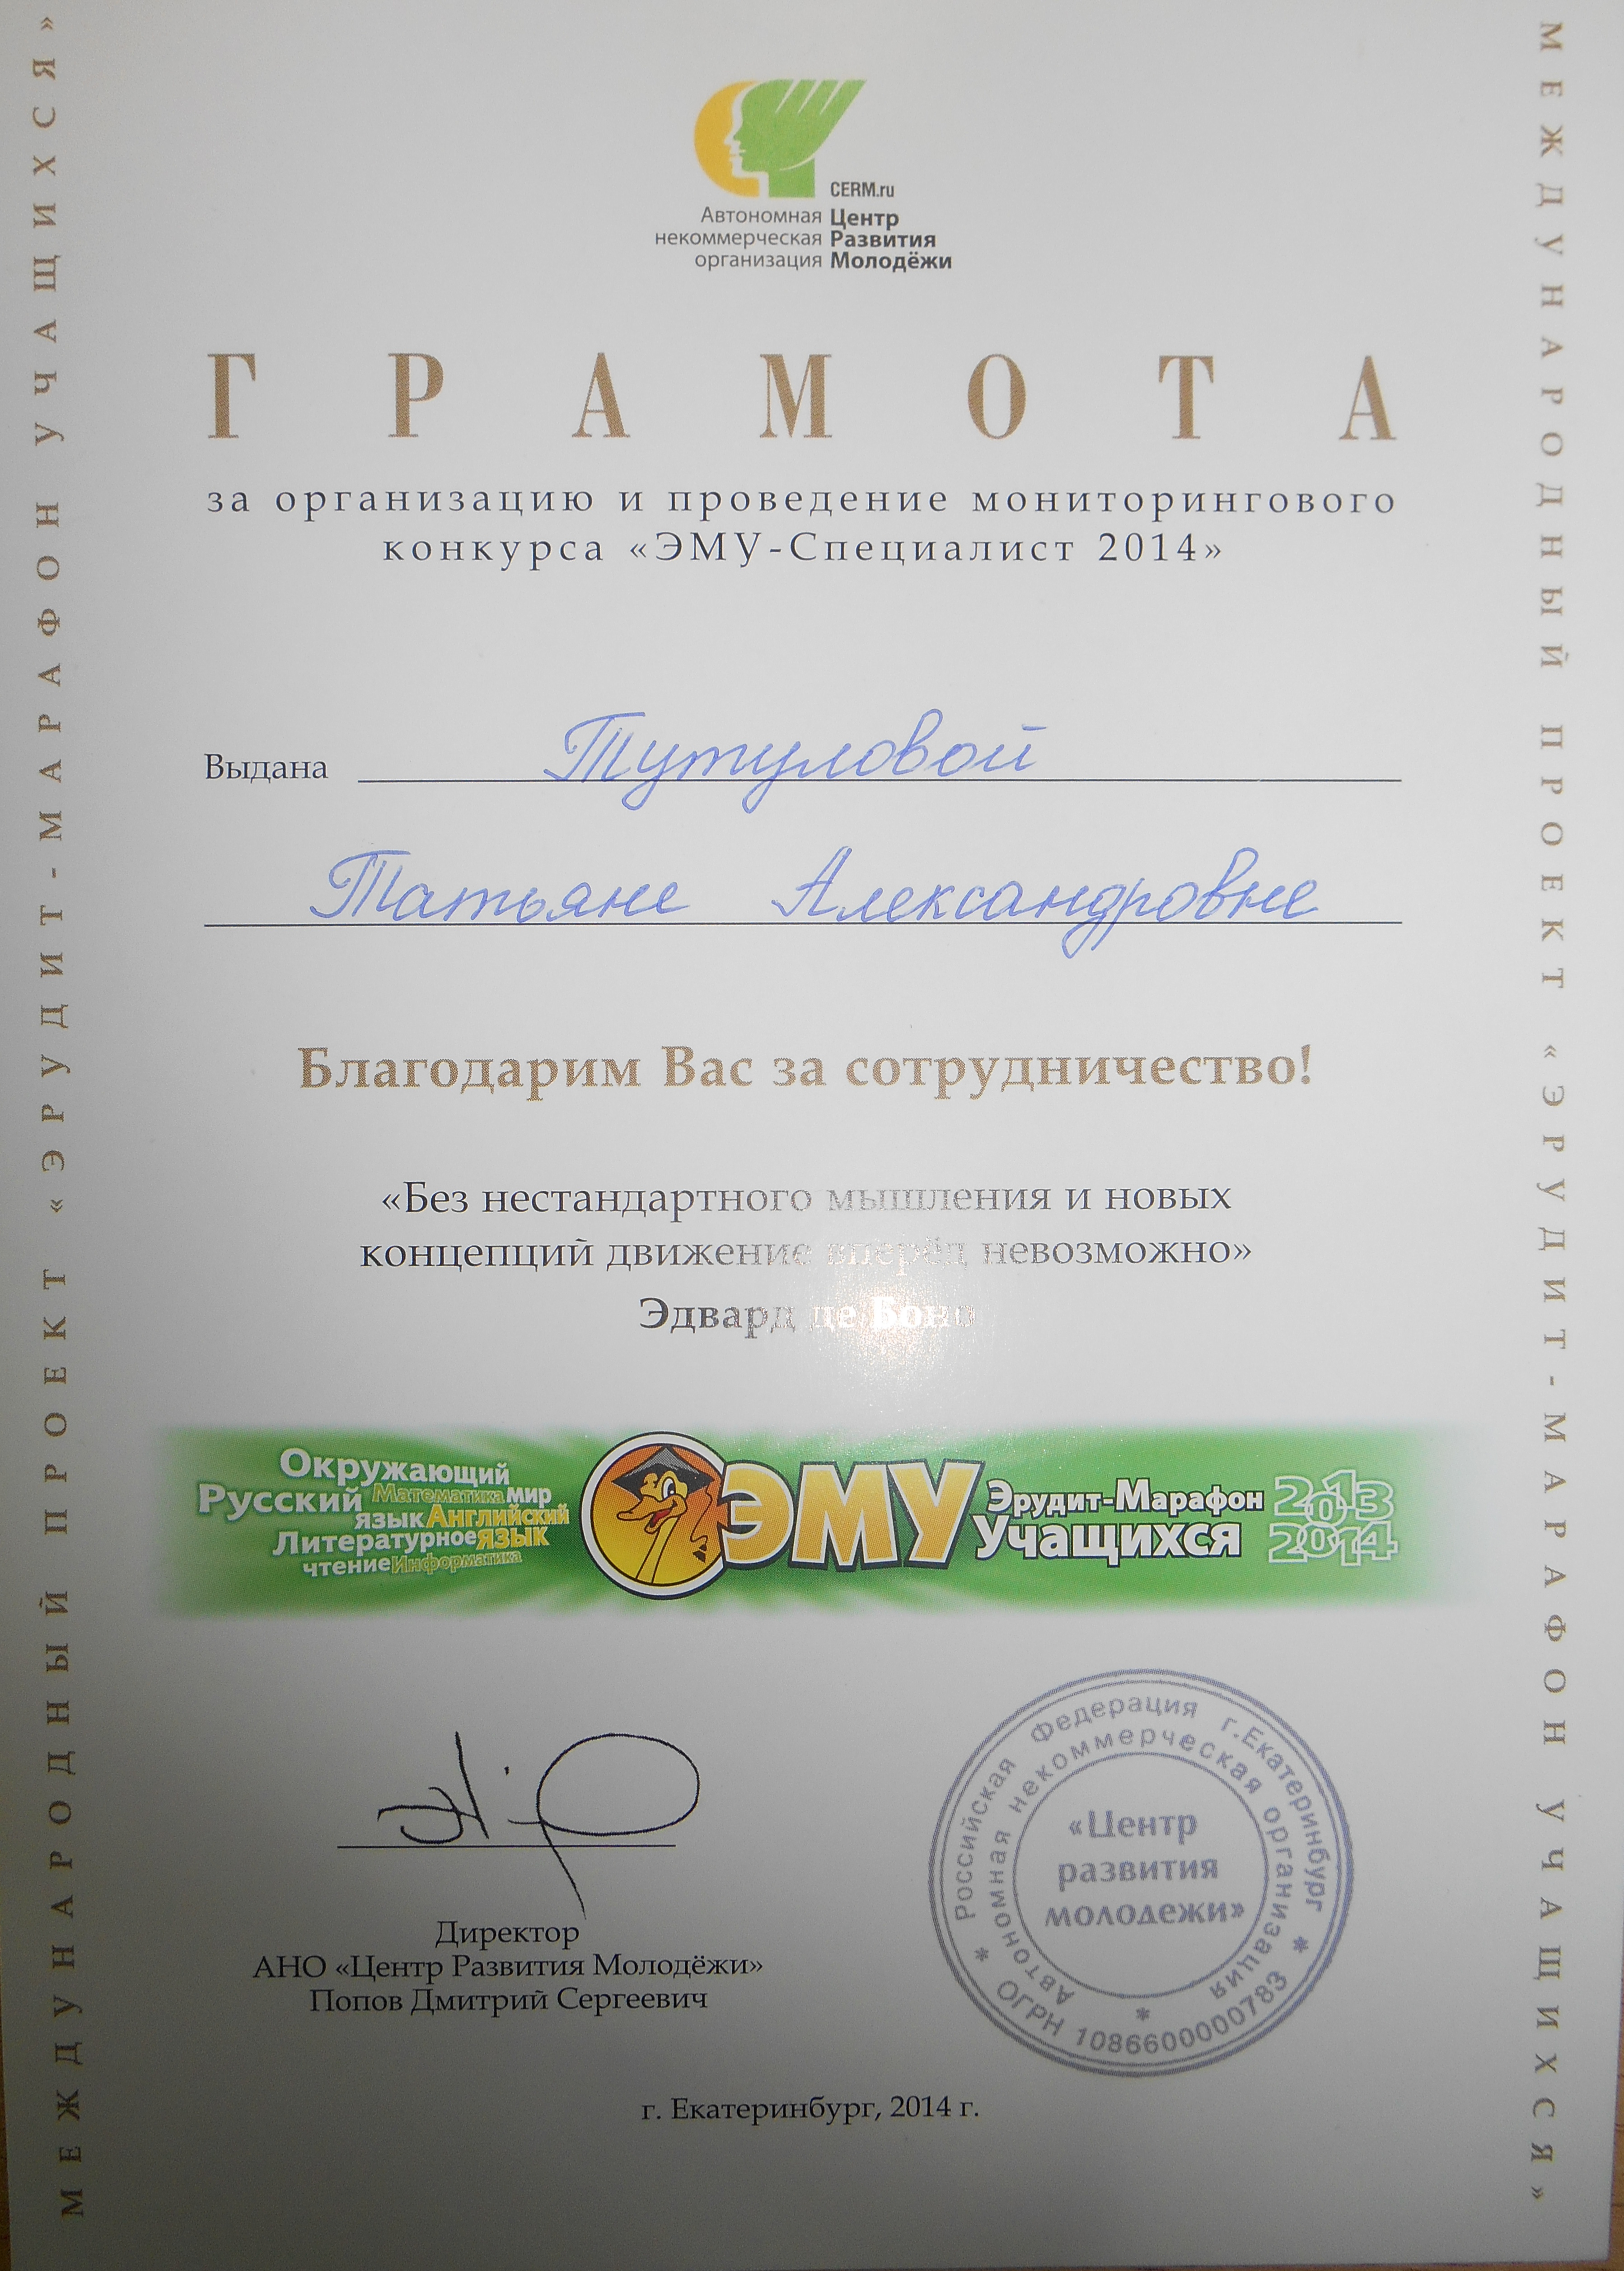 CERM.ru
Автономная Центр
некоммерческая Развития
организация Молодёжи
ГРАМОТА
за организацию и проведение мониторингового
конкурса «ЭМУ-Специалист 2014»
Выдана Тутуловой
Татьяне Александровне
Благодарим Вас за сотрудничество!
«Без нестандартного мышления и новых
концепций движение вперёд невозможно»
Эдвард де Боно
Окружающий
Русский Математика мир
язык Английский
Литературное язык
чтение Информатика
ЭМУ
Эрудит-Марафон 2013
Учащихся 2014
Директор
АНО «Центр Развития Молодёжи»
Попов Дмитрий Сергеевич
Российская Федерация г.Екатеринбург
* ОГРН 1086600000783 *
Автономная некоммерческая организация *
«Центр
развития
молодежи»
г. Екатеринбург, 2014 г.
МЕЖДУНАРОДНЫЙ ПРОЕКТ «ЭРУДИТ-МАРАФОН УЧАЩИХСЯ»
МЕЖДУНАРОДНЫЙ ПРОЕКТ «ЭРУДИТ-МАРАФОН УЧАЩИХСЯ»